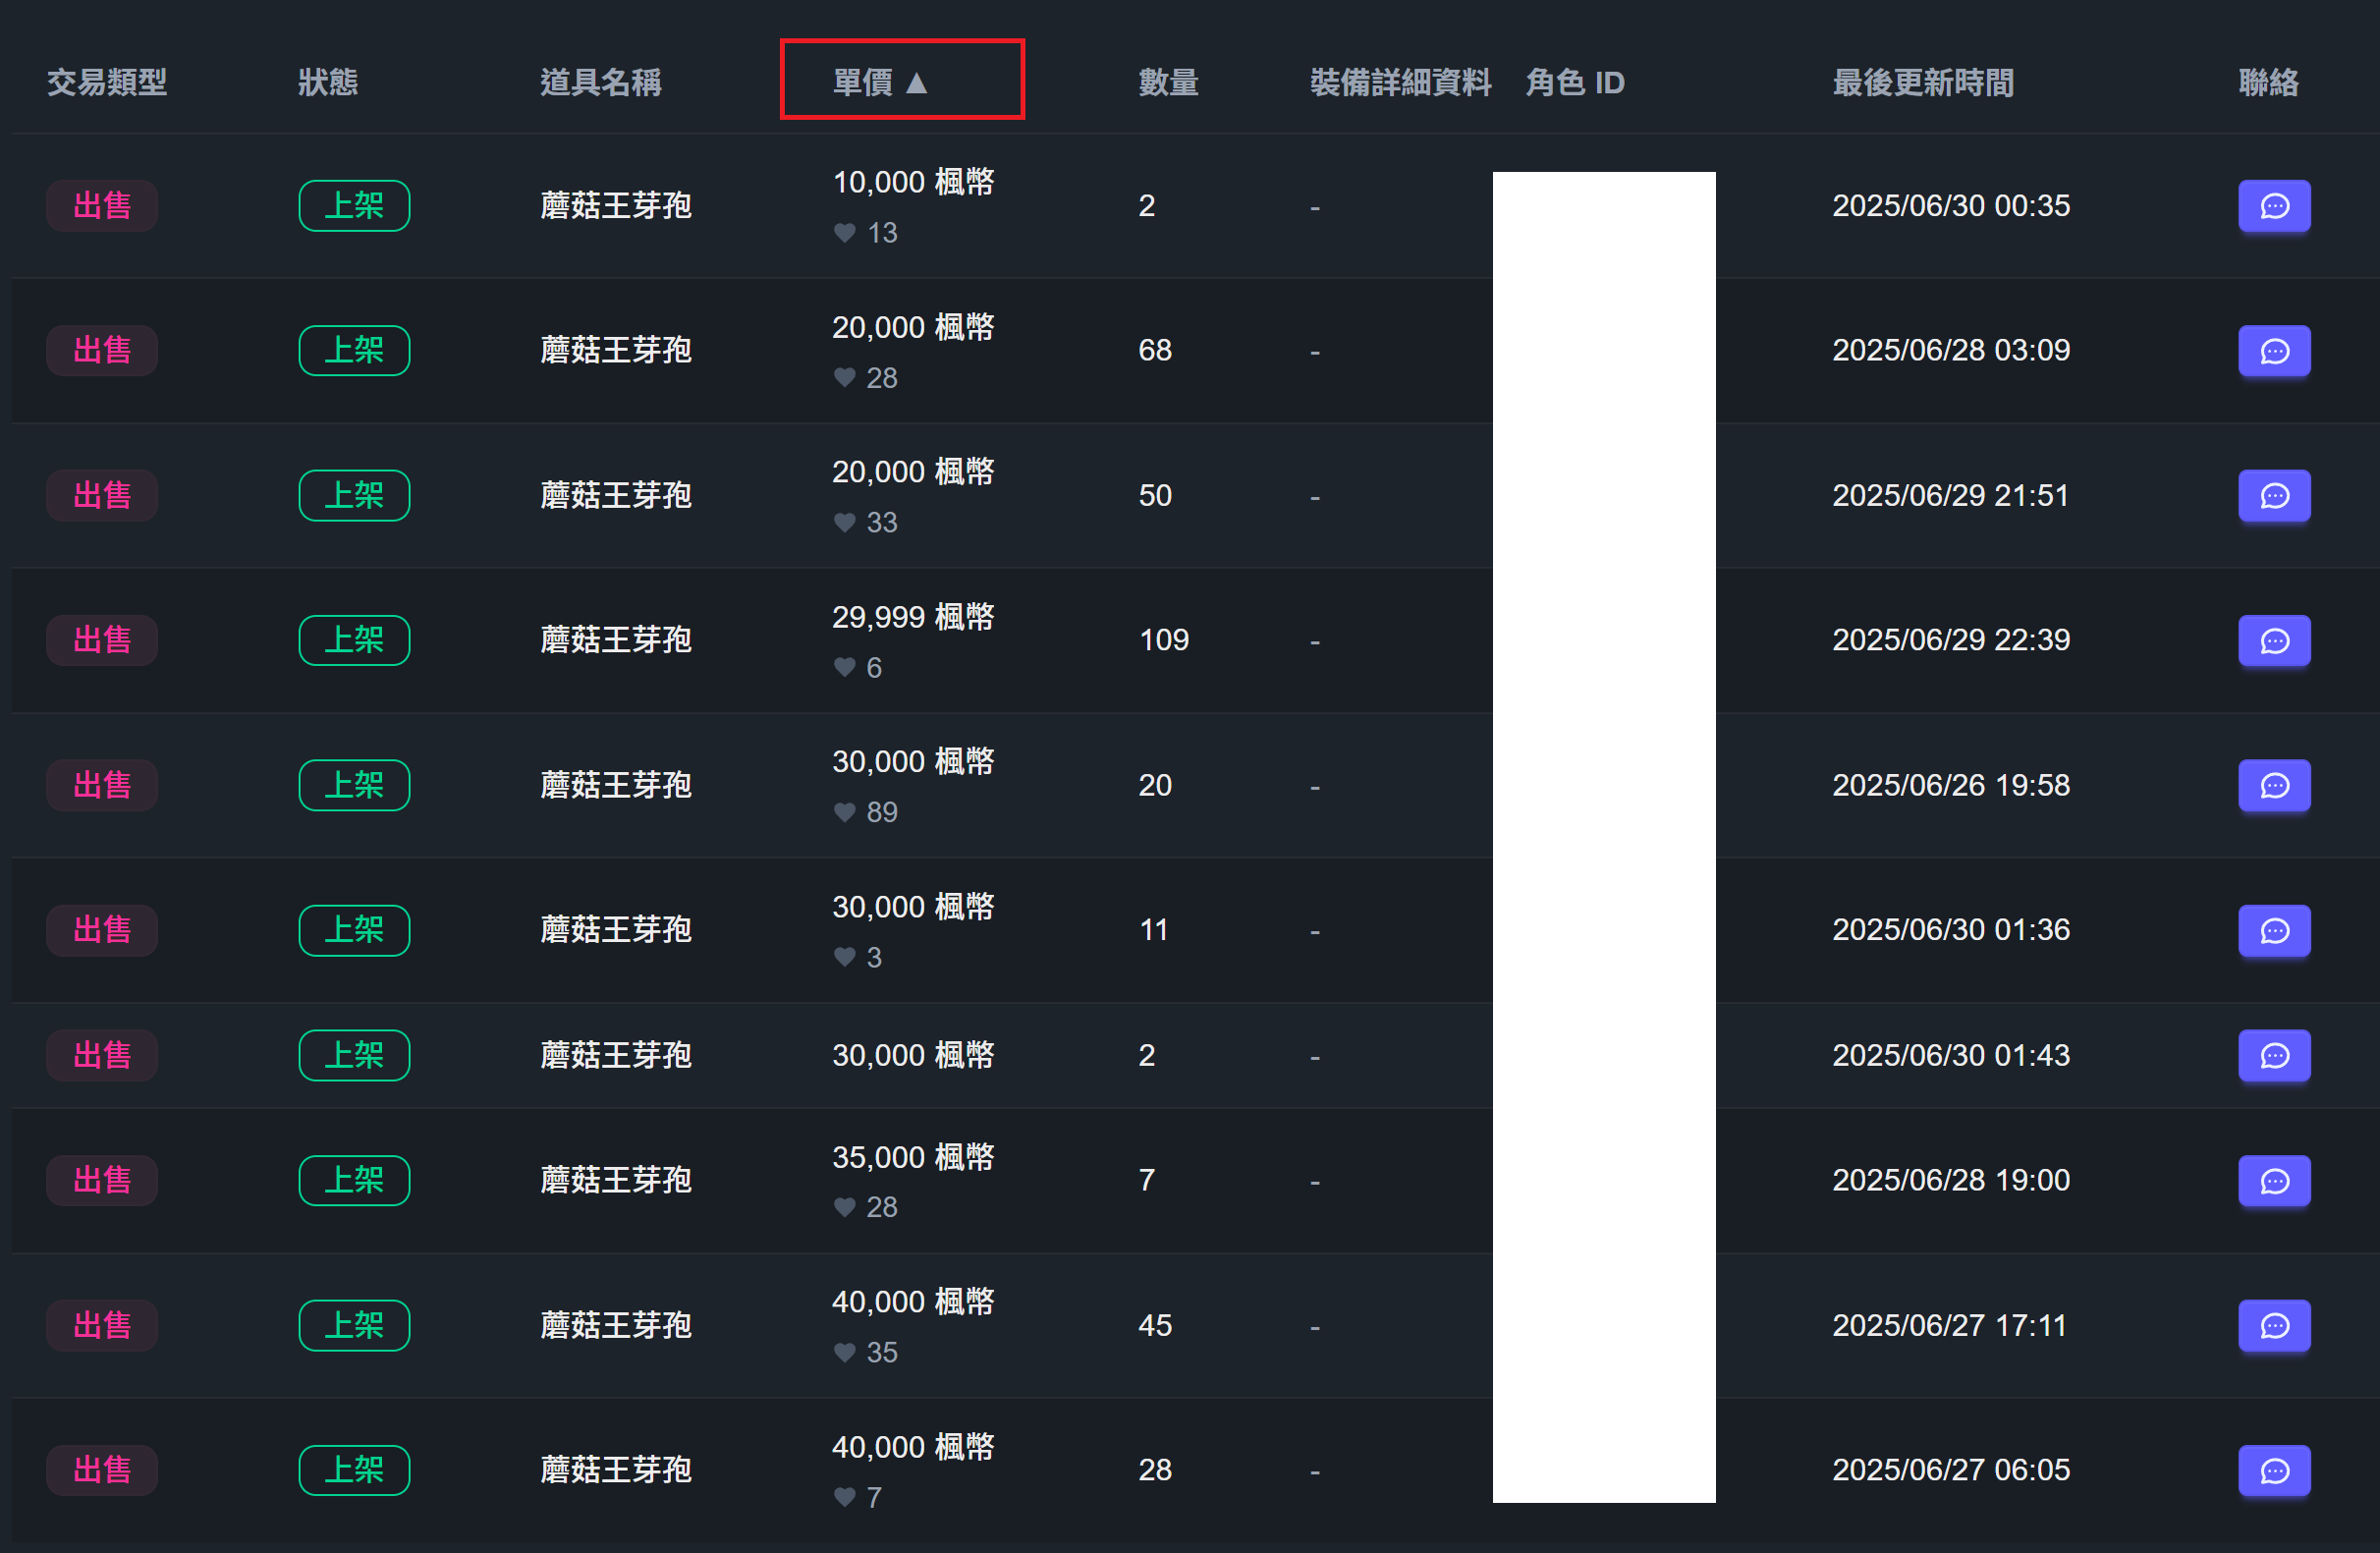 交易類型 狀態 道具名稱 單價 ▲ 數量 裝備詳細資料 角色 ID 最後更新時間 聯絡
出售 上架 蘑菇王芽孢 10,000 楓幣 2 - 2025/06/30 00:35
13
出售 上架 蘑菇王芽孢 20,000 楓幣 68 - 2025/06/28 03:09
28
出售 上架 蘑菇王芽孢 20,000 楓幣 50 - 2025/06/29 21:51
33
出售 上架 蘑菇王芽孢 29,999 楓幣 109 - 2025/06/29 22:39
6
出售 上架 蘑菇王芽孢 30,000 楓幣 20 - 2025/06/26 19:58
89
出售 上架 蘑菇王芽孢 30,000 楓幣 11 - 2025/06/30 01:36
3
出售 上架 蘑菇王芽孢 30,000 楓幣 2 - 2025/06/30 01:43
出售 上架 蘑菇王芽孢 35,000 楓幣 7 - 2025/06/28 19:00
28
出售 上架 蘑菇王芽孢 40,000 楓幣 45 - 2025/06/27 17:11
35
出售 上架 蘑菇王芽孢 40,000 楓幣 28 - 2025/06/27 06:05
7